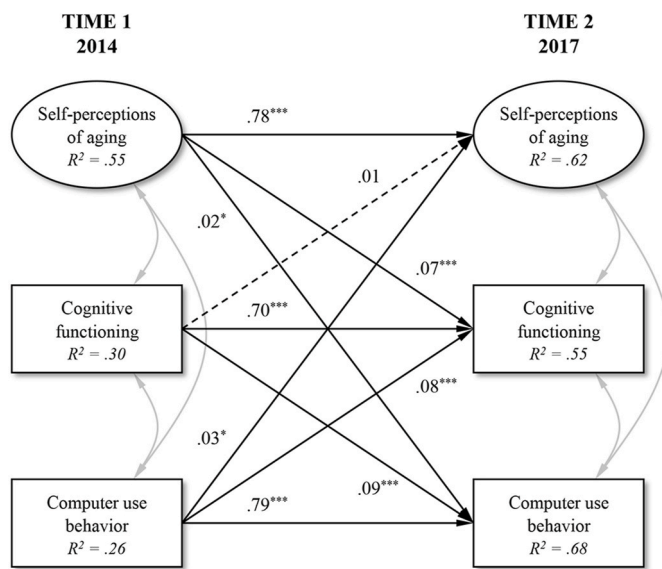 TIME 1
2014
TIME 2
2017
Self-perceptions
of aging
R² = .55
.78***
Self-perceptions
of aging
R² = .62
.01
.02*
.07***
Cognitive
functioning
R² = .30
.70***
Cognitive
functioning
R² = .55
.08***
.03*
.09***
Computer use
behavior
R² = .26
.79***
Computer use
behavior
R² = .68